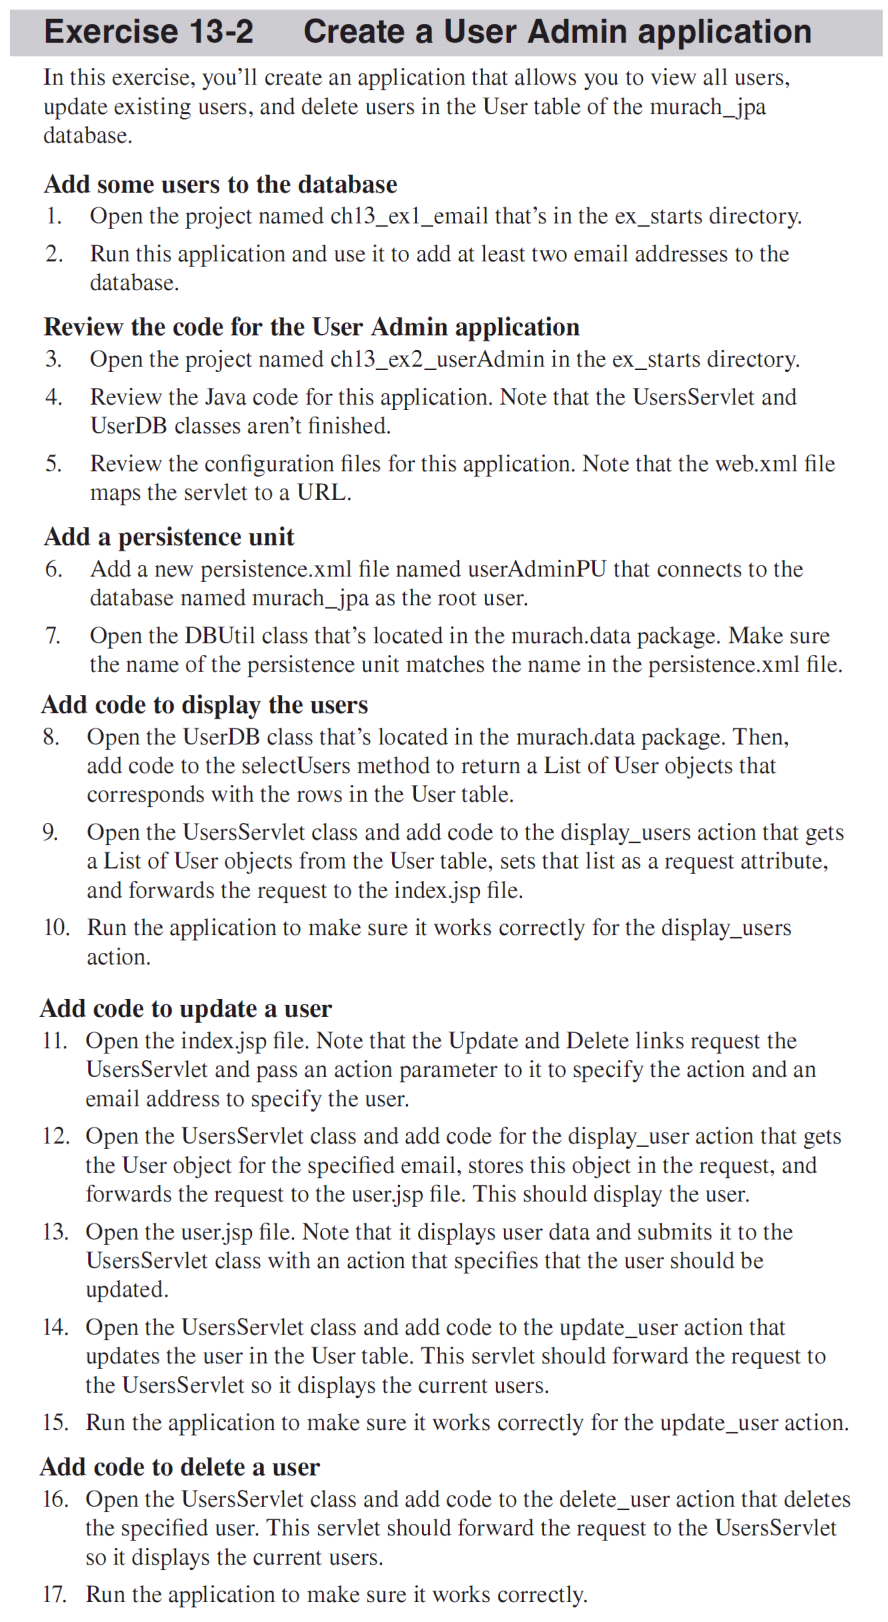 Exercise 13-2 Create a User Admin application
In this exercise, you’ll create an application that allows you to view all users,
update existing users, and delete users in the User table of the murach_jpa
database.
Add some users to the database
1. Open the project named ch13_ex1_email that’s in the ex_starts directory.
2. Run this application and use it to add at least two email addresses to the
database.
Review the code for the User Admin application
3. Open the project named ch13_ex2_userAdmin in the ex_starts directory.
4. Review the Java code for this application. Note that the UsersServlet and
UserDB classes aren’t finished.
5. Review the configuration files for this application. Note that the web.xml file
maps the servlet to a URL.
Add a persistence unit
6. Add a new persistence.xml file named userAdminPU that connects to the
database named murach_jpa as the root user.
7. Open the DBUtil class that’s located in the murach.data package. Make sure
the name of the persistence unit matches the name in the persistence.xml file.
Add code to display the users
8. Open the UserDB class that’s located in the murach.data package. Then,
add code to the selectUsers method to return a List of User objects that
corresponds with the rows in the User table.
9. Open the UsersServlet class and add code to the display_users action that gets
a List of User objects from the User table, sets that list as a request attribute,
and forwards the request to the index.jsp file.
10. Run the application to make sure it works correctly for the display_users
action.
Add code to update a user
11. Open the index.jsp file. Note that the Update and Delete links request the
UsersServlet and pass an action parameter to it to specify the action and an
email address to specify the user.
12. Open the UsersServlet class and add code for the display_user action that gets
the User object for the specified email, stores this object in the request, and
forwards the request to the user.jsp file. This should display the user.
13. Open the user.jsp file. Note that it displays user data and submits it to the
UsersServlet class with an action that specifies that the user should be
updated.
14. Open the UsersServlet class and add code to the update_user action that
updates the user in the User table. This servlet should forward the request to
the UsersServlet so it displays the current users.
15. Run the application to make sure it works correctly for the update_user action.
Add code to delete a user
16. Open the UsersServlet class and add code to the delete_user action that deletes
the specified user. This servlet should forward the request to the UsersServlet
so it displays the current users.
17. Run the application to make sure it works correctly.